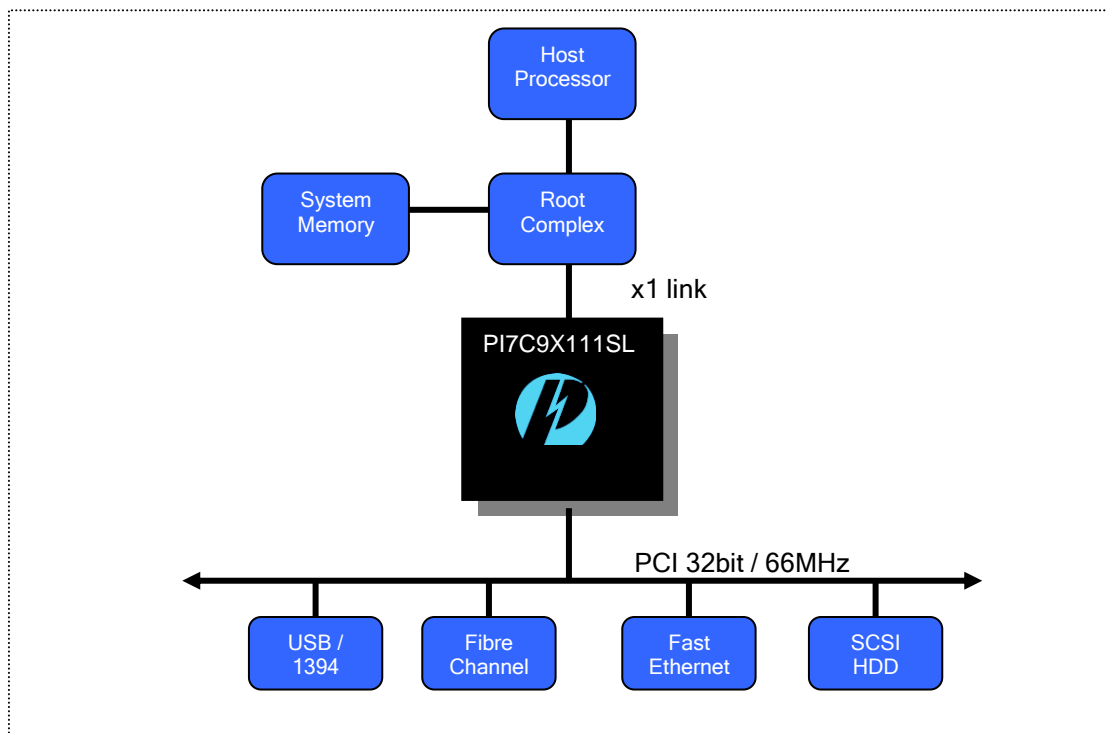 Host
Processor
System
Memory
Root
Complex
x1 link
PI7C9X111SL
PCI 32bit / 66MHz
USB /
1394
Fibre
Channel
Fast
Ethernet
SCSI
HDD